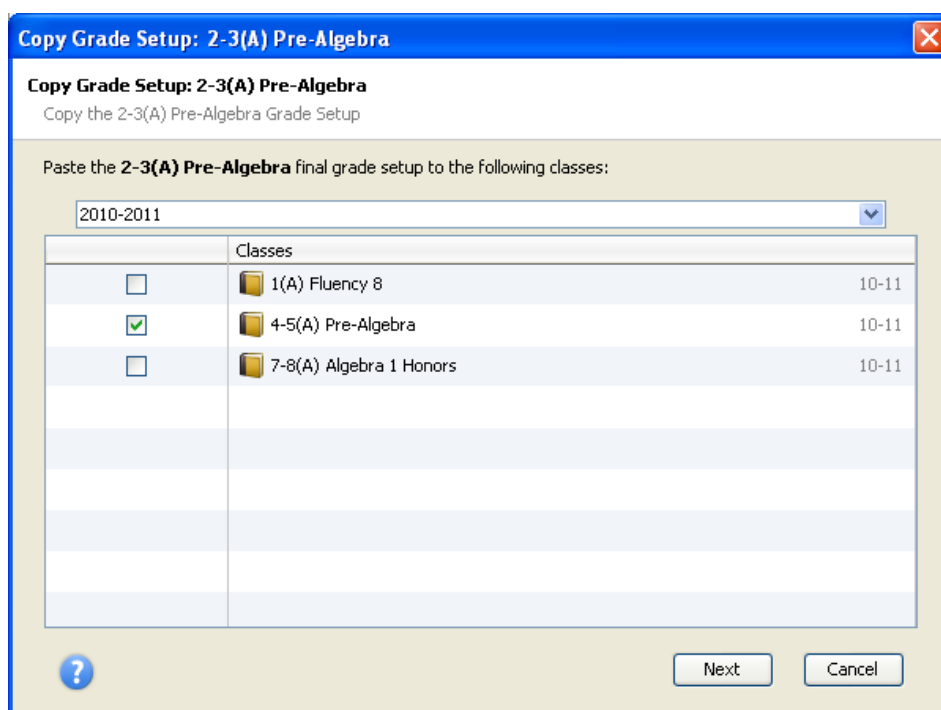 Copy Grade Setup: 2-3(A) Pre-Algebra
Copy Grade Setup: 2-3(A) Pre-Algebra
Copy the 2-3(A) Pre-Algebra Grade Setup
Paste the 2-3(A) Pre-Algebra final grade setup to the following classes:
2010-2011
Classes
1(A) Fluency 8 10-11
4-5(A) Pre-Algebra 10-11
7-8(A) Algebra 1 Honors 10-11
? Next Cancel